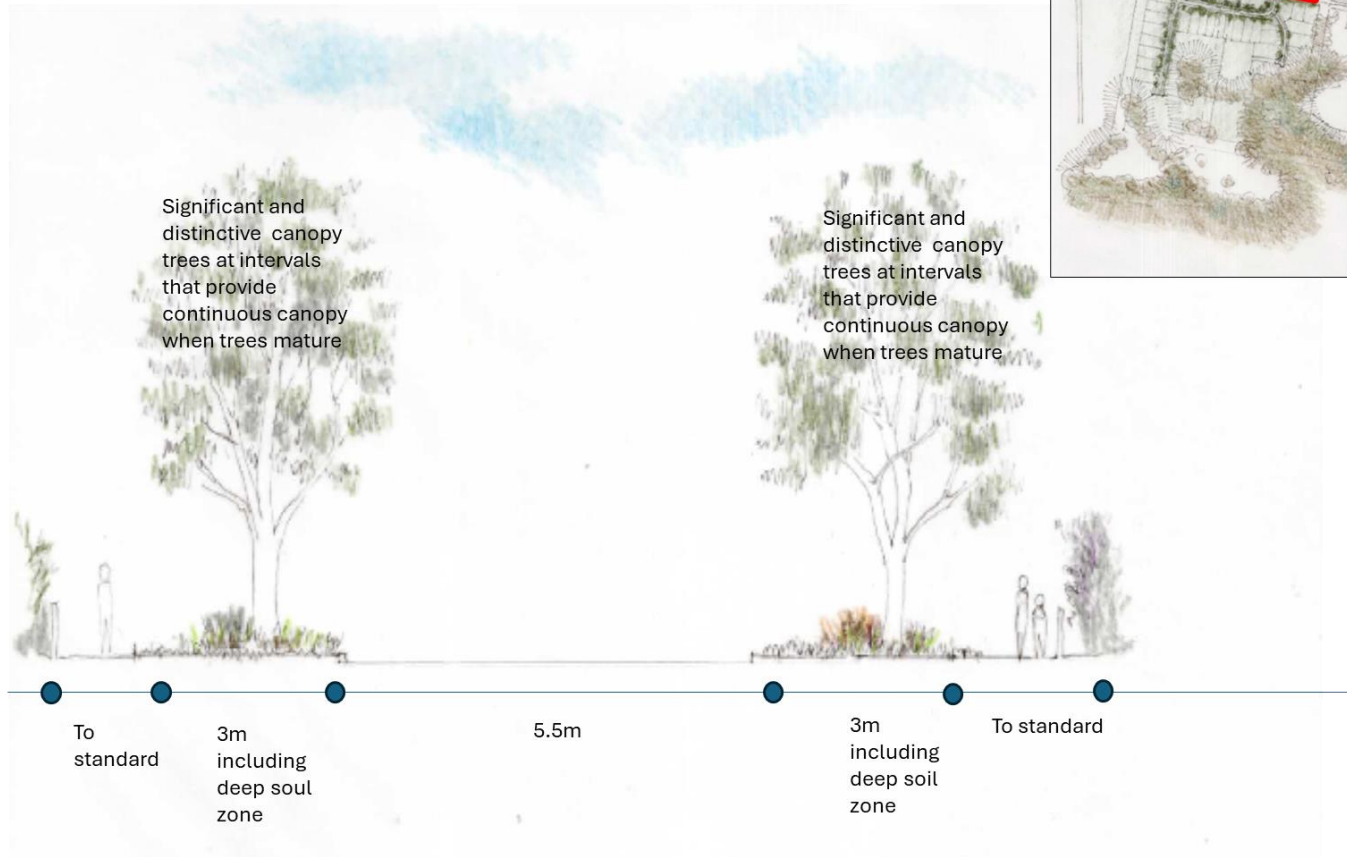 Significant and
distinctive canopy
trees at intervals
that provide
continuous canopy
when trees mature
Significant and
distinctive canopy
trees at intervals
that provide
continuous canopy
when trees mature
To
standard
3m
including
deep soul
zone
5.5m
3m
including
deep soil
zone
To standard